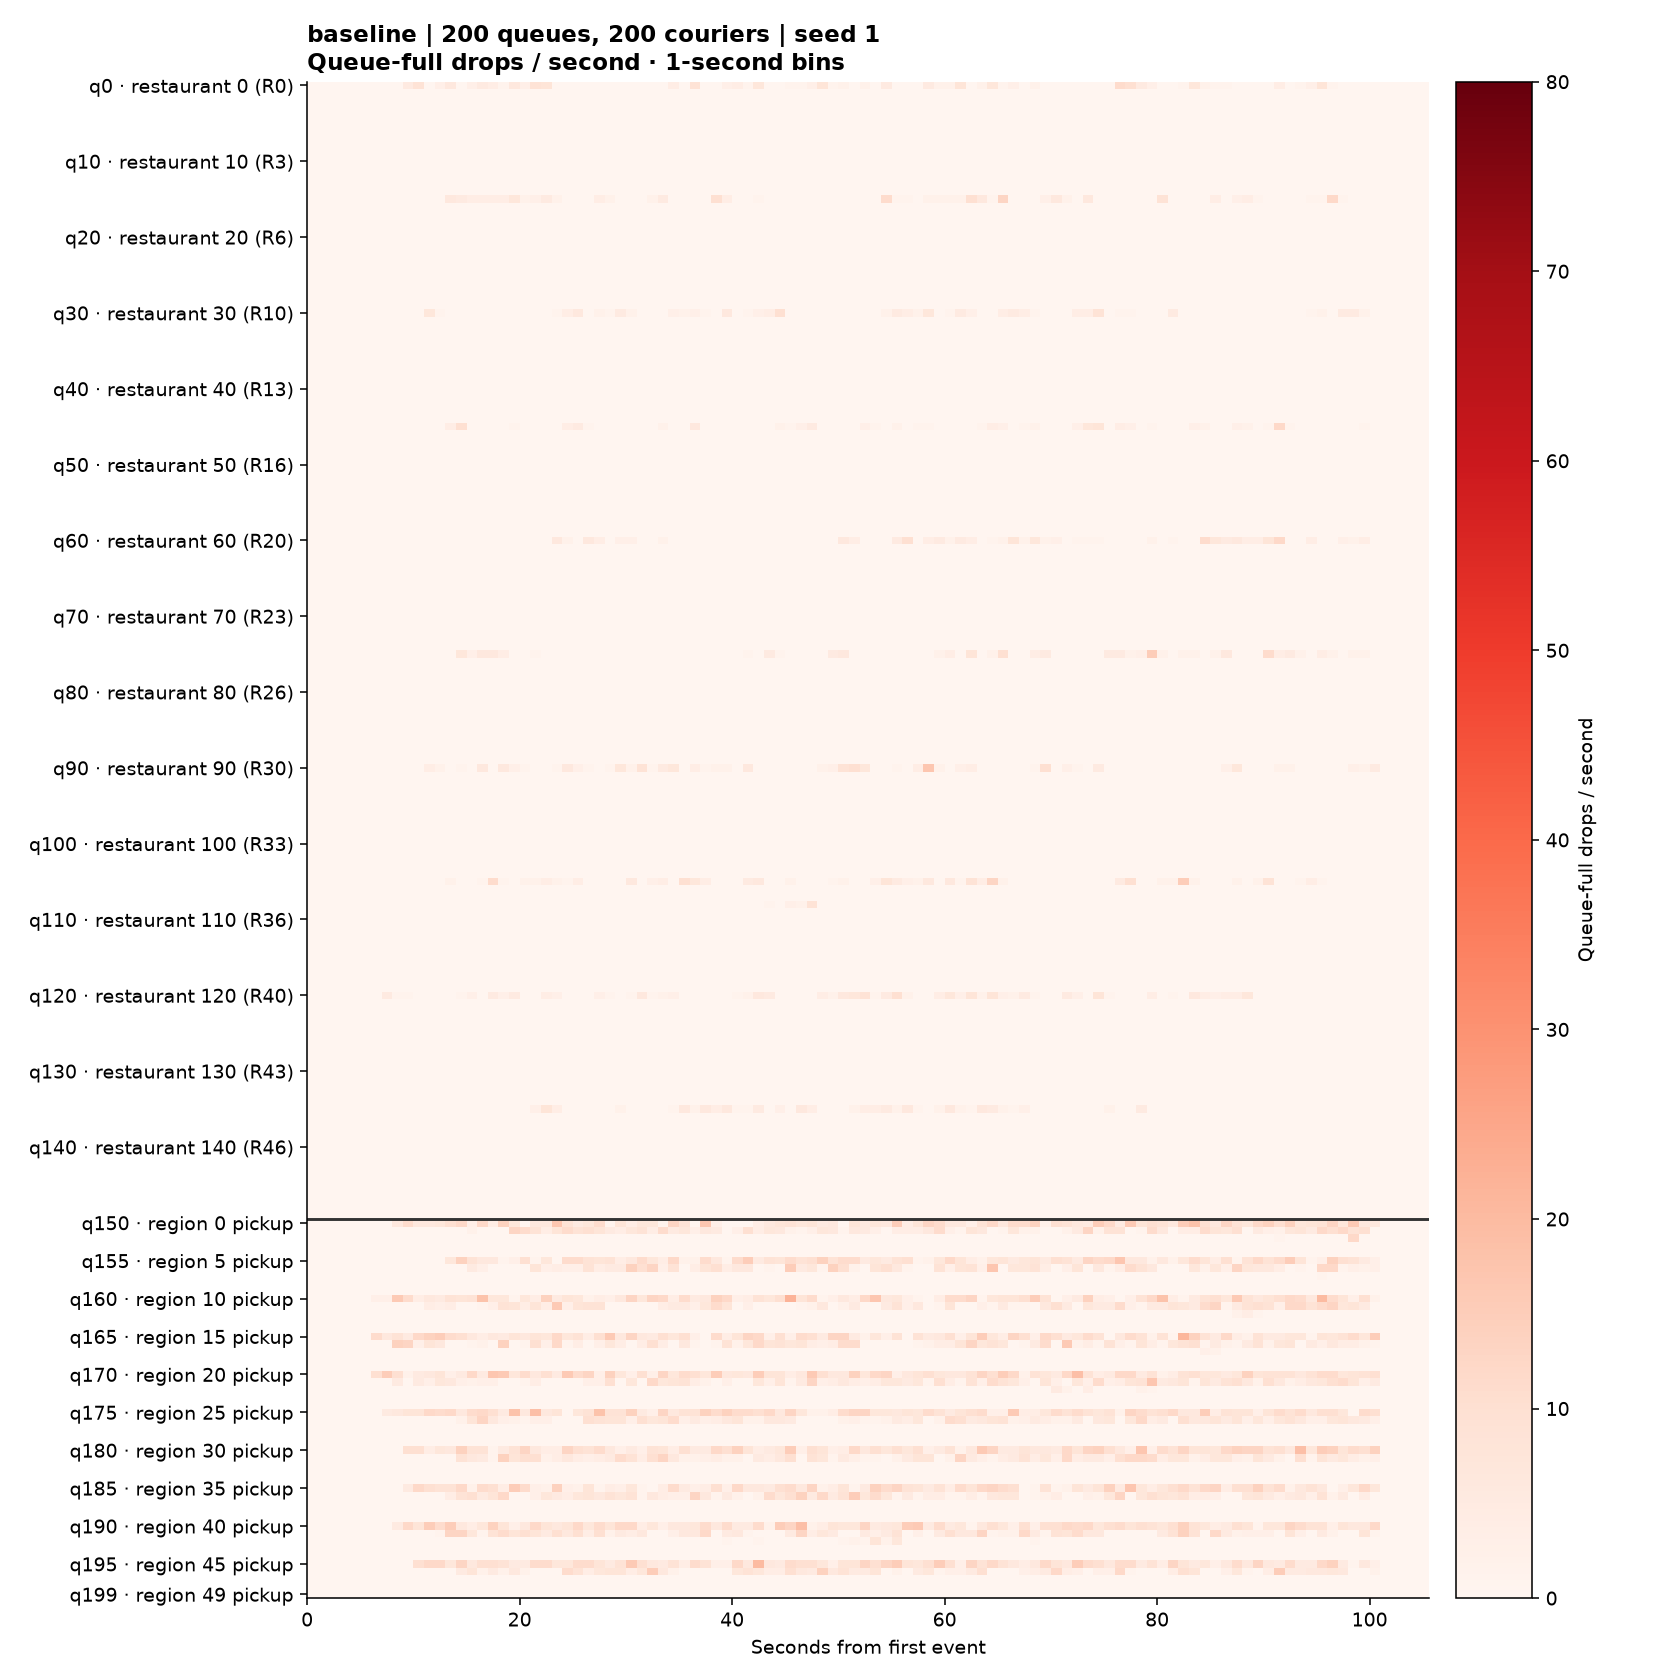 baseline | 200 queues, 200 couriers | seed 1
Queue-full drops / second · 1-second bins
q0 · restaurant 0 (R0)
q10 · restaurant 10 (R3)
q20 · restaurant 20 (R6)
q30 · restaurant 30 (R10)
q40 · restaurant 40 (R13)
q50 · restaurant 50 (R16)
q60 · restaurant 60 (R20)
q70 · restaurant 70 (R23)
q80 · restaurant 80 (R26)
q90 · restaurant 90 (R30)
q100 · restaurant 100 (R33)
q110 · restaurant 110 (R36)
q120 · restaurant 120 (R40)
q130 · restaurant 130 (R43)
q140 · restaurant 140 (R46)
q150 · region 0 pickup
q155 · region 5 pickup
q160 · region 10 pickup
q165 · region 15 pickup
q170 · region 20 pickup
q175 · region 25 pickup
q180 · region 30 pickup
q185 · region 35 pickup
q190 · region 40 pickup
q195 · region 45 pickup
q199 · region 49 pickup
0 20 40 60 80 100
Seconds from first event
80
70
60
50
40
30
20
10
0
Queue-full drops / second